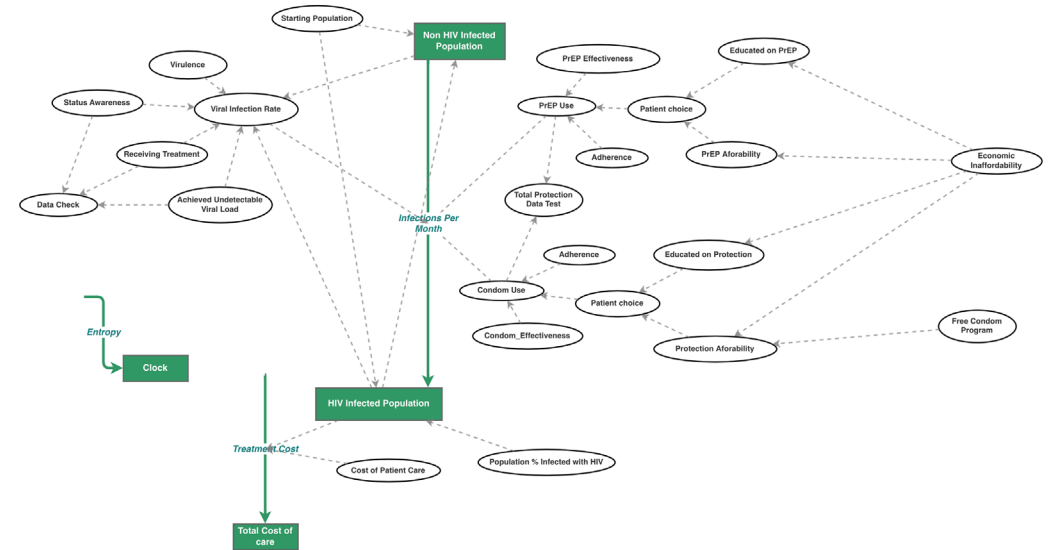 Starting Population
Non HIV Infected
Population
Virulence
PrEP Effectiveness
Educated on PrEP
Status Awareness
Viral Infection Rate
PrEP Use
Patient choice
Receiving Treatment
Adherence
PrEP Aforability
Economic
Inaffordability
Data Check
Achieved Undetectable
Viral Load
Total Protection
Data Test
Infections Per
Month
Adherence
Educated on Protection
Condom Use
Patient choice
Condom_Effectiveness
Protection Aforability
Free Condom
Program
Entropy
Clock
HIV Infected Population
Treatment Cost
Cost of Patient Care
Population % Infected with HIV
Total Cost of
care